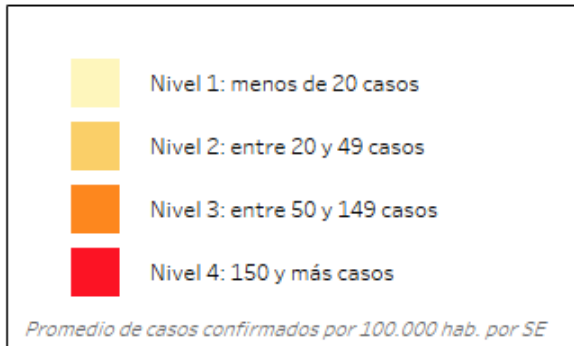 Nivel 1: menos de 20 casos
Nivel 2: entre 20 y 49 casos
Nivel 3: entre 50 y 149 casos
Nivel 4: 150 y más casos
Promedio de casos confirmados por 100.000 hab. por SE